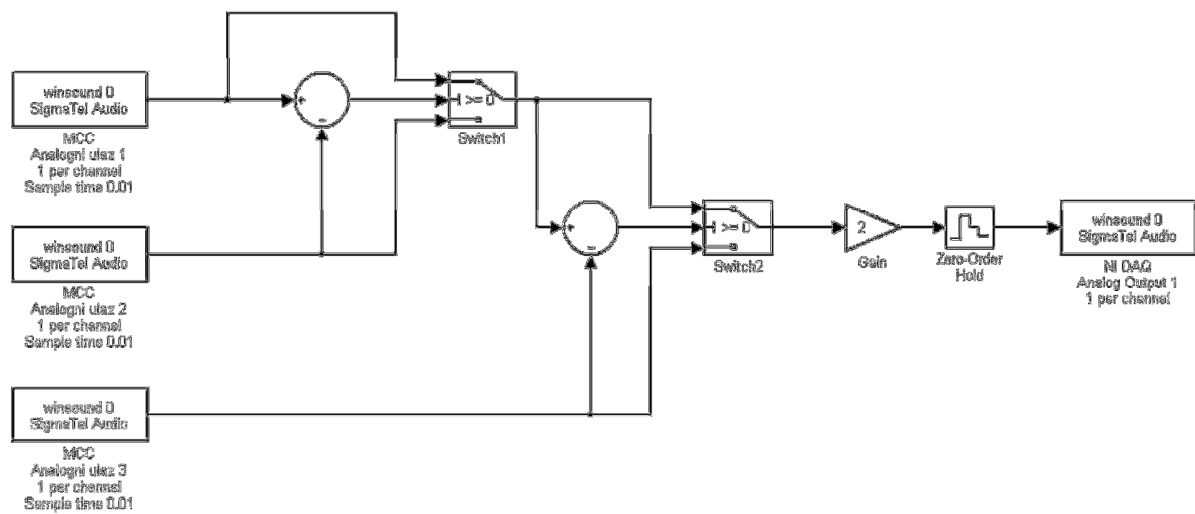 winsound 0
SigmaTel Audio
MCC
Analogni ulaz 1
1 per channel
Sample time 0.01
+
-
>= 0
Switch1
winsound 0
SigmaTel Audio
MCC
Analogni ulaz 2
1 per channel
Sample time 0.01
+
-
>= 0
Switch2
2
Gain
Zero-Order
Hold
winsound 0
SigmaTel Audio
NI DAQ
Analog Output 1
1 per channel
winsound 0
SigmaTel Audio
MCC
Analogni ulaz 3
1 per channel
Sample time 0.01